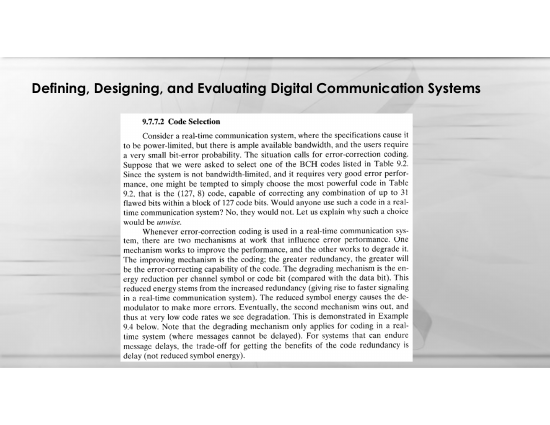 Defining, Designing, and Evaluating Digital Communication Systems
9.7.7.2 Code Selection
Consider a real-time communication system, where the specifications cause it
to be power-limited, but there is ample available bandwidth, and the users require
a very small bit-error probability. The situation calls for error-correction coding.
Suppose that we were asked to select one of the BCH codes listed in Table 9.2.
Since the system is not bandwidth-limited, and it requires very good error perfor-
mance, one might be tempted to simply choose the most powerful code in Table
9.2, that is the (127, 8) code, capable of correcting any combination of up to 31
flawed bits within a block of 127 code bits. Would anyone use such a code in a real-
time communication system? No, they would not. Let us explain why such a choice
would be unwise.
Whenever error-correction coding is used in a real-time communication sys-
tem, there are two mechanisms at work that influence error performance. One
mechanism works to improve the performance, and the other works to degrade it.
The improving mechanism is the coding; the greater redundancy, the greater will
be the error-correcting capability of the code. The degrading mechanism is the en-
ergy reduction per channel symbol or code bit (compared with the data bit). This
reduced energy stems from the increased redundancy (giving rise to faster signaling
in a real-time communication system). The reduced symbol energy causes the de-
modulator to make more errors. Eventually, the second mechanism wins out, and
thus at very low code rates we see degradation. This is demonstrated in Example
9.4 below. Note that the degrading mechanism only applies for coding in a real-
time system (where messages cannot be delayed). For systems that can endure
message delays, the trade-off for getting the benefits of the code redundancy is
delay (not reduced symbol energy).